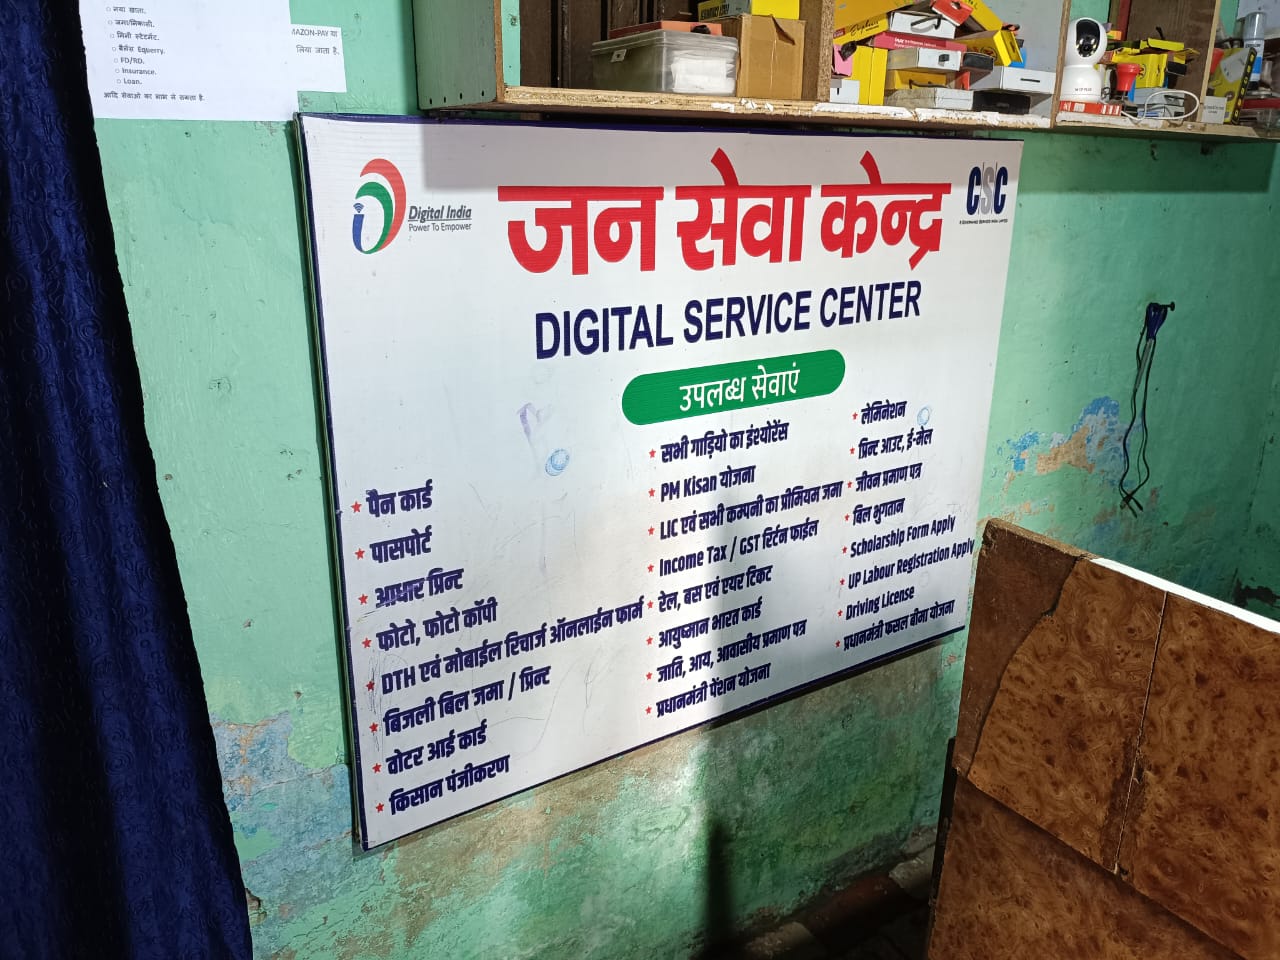 ○ नया खाता.
○ जमा/निकासी.
○ मिनी स्टेटमेंट.
○ बैलेंस Eqiuerry.
○ FD/RD.
○ Insurance.
○ Loan.
आदि सेवाओं का लाभ ले सकता है.
MAZON-PAY या
लिया जाता है.
Digital India
Power To Empower
जन सेवा केन्द्र
CSC
DIGITAL SERVICE CENTER
उपलब्ध सेवाएं
★ पैन कार्ड
★ पासपोर्ट
★ आधार प्रिन्ट
★ फोटो, फोटो कॉपी
★ DTH एवं मोबाईल रिचार्ज ऑनलाईन फार्म
★ बिजली बिल जमा / प्रिन्ट
★ वोटर आई कार्ड
★ किसान पंजीकरण
★ सभी गाड़ियो का इंश्योरेंस
★ PM Kisan योजना
★ LIC एवं सभी कम्पनी का प्रीमियम जमा
★ Income Tax / GST रिर्टन फाईल
★ रेल, बस एवं एयर टिकट
★ आयुष्मान भारत कार्ड
★ जाति, आय, आवासीय प्रमाण पत्र
★ प्रधानमंत्री पेंशन योजना
★ लेमिनेशन
★ प्रिन्ट आउट, ई-मेल
★ जीवन प्रमाण पत्र
★ बिल भुगतान
★ Scholarship Form Apply
★ UP Labour Registration Apply
★ Driving License
★ प्रधानमंत्री फसल बीमा योजना